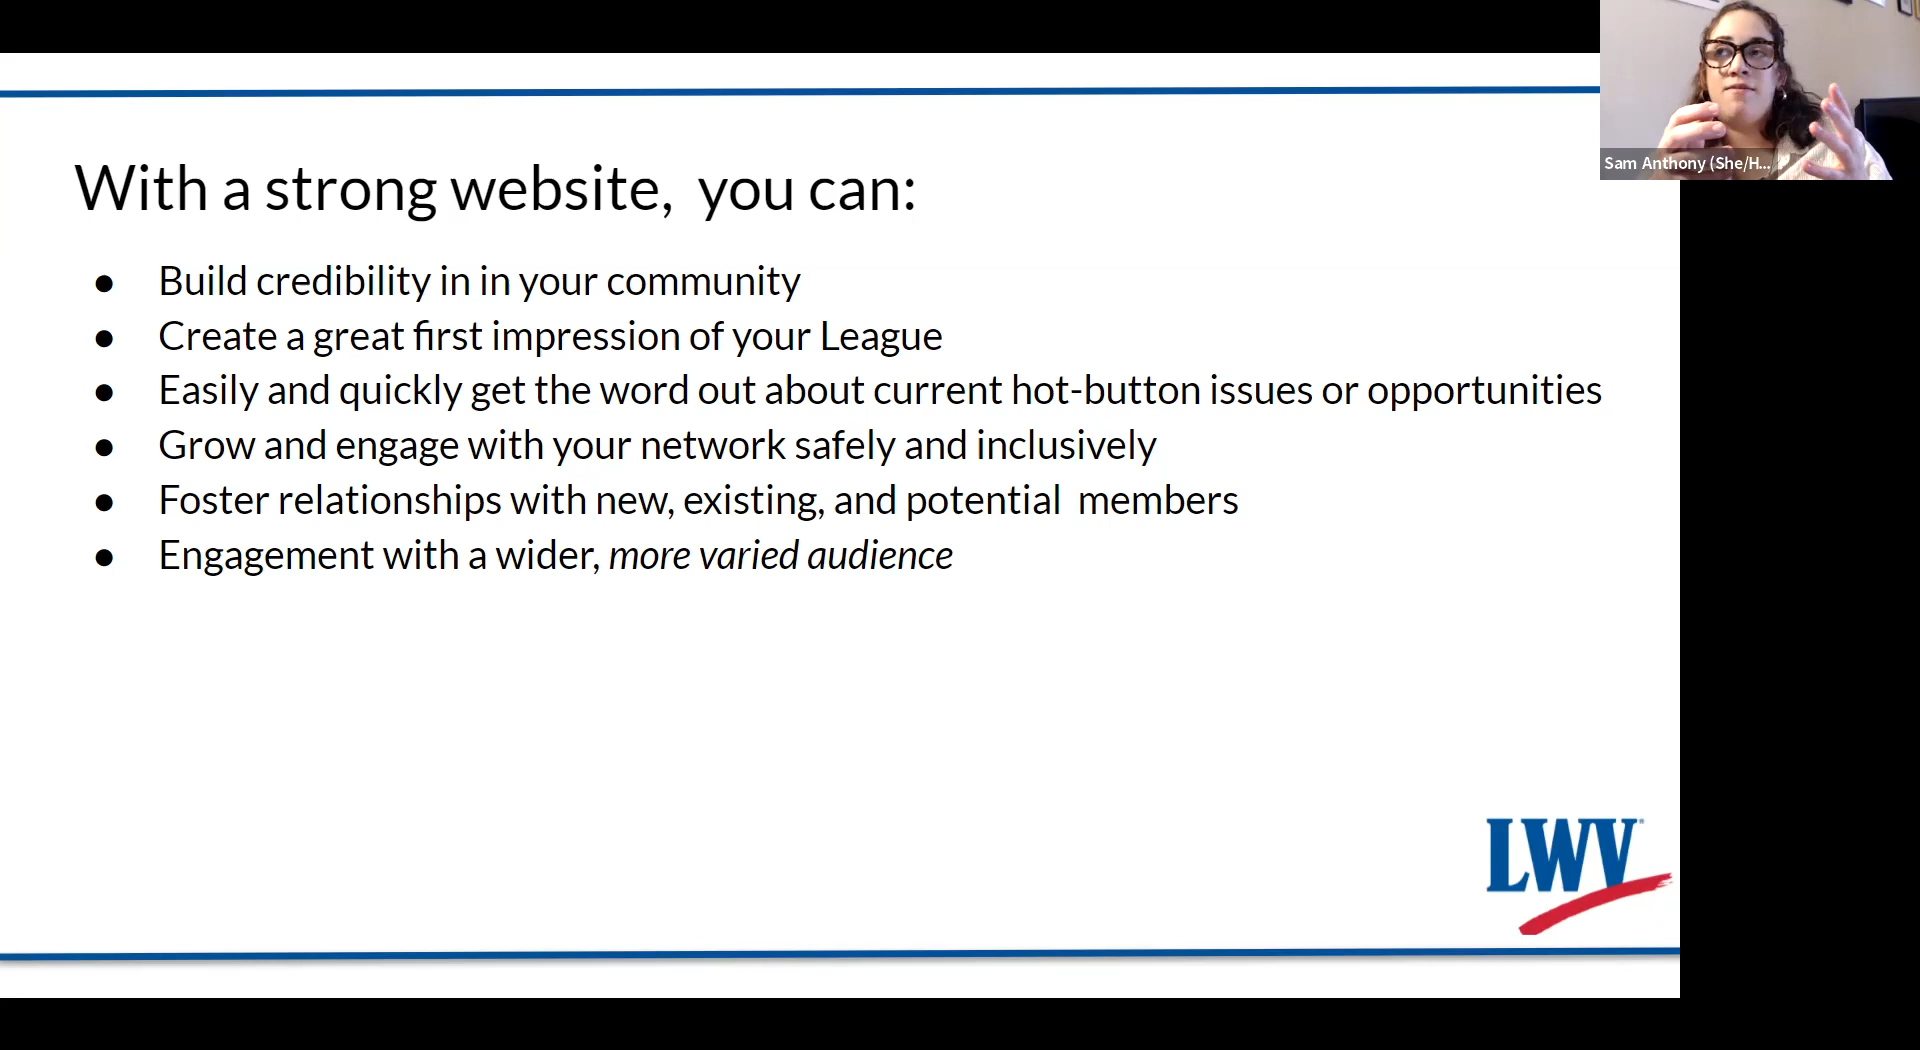 Sam Anthony (She/H...
With a strong website,  you can:
● Build credibility in in your community
● Create a great first impression of your League
● Easily and quickly get the word out about current hot-button issues or opportunities
● Grow and engage with your network safely and inclusively
● Foster relationships with new, existing, and potential  members
● Engagement with a wider, more varied audience
LWV®